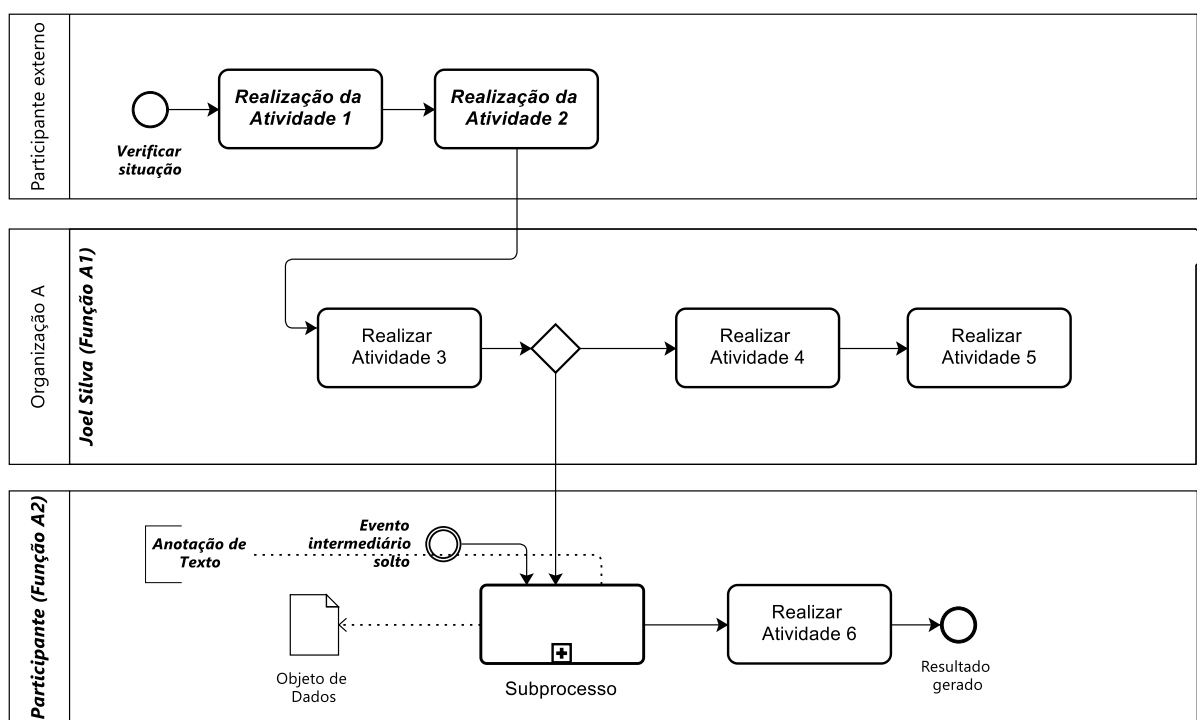 Participante externo
Realização da
Atividade 1
Realização da
Atividade 2
Verificar
situação
Organização A
Joel Silva (Função A1)
Realizar
Atividade 3
Realizar
Atividade 4
Realizar
Atividade 5
Participante (Função A2)
Anotação de
Texto
Evento
intermediário
solto
Objeto de
Dados
Subprocesso
Realizar
Atividade 6
Resultado
gerado